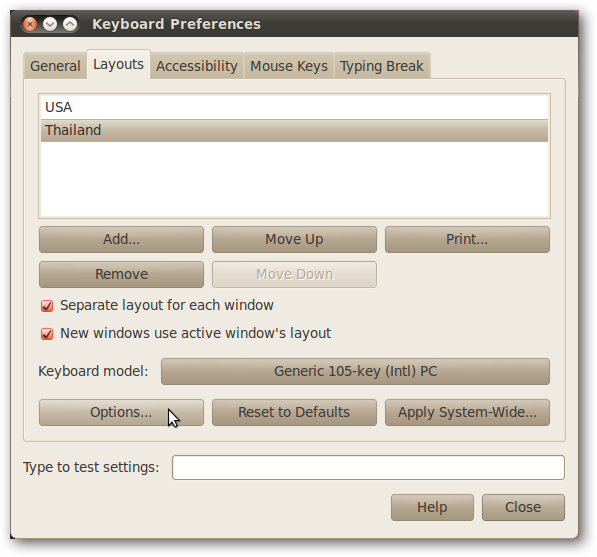 Keyboard Preferences
General Layouts Accessibility Mouse Keys Typing Break
USA
Thailand
Add... Move Up Print...
Remove Move Down
Separate layout for each window
New windows use active window's layout
Keyboard model: Generic 105-key (Intl) PC
Options... Reset to Defaults Apply System-Wide...
Type to test settings:
Help Close